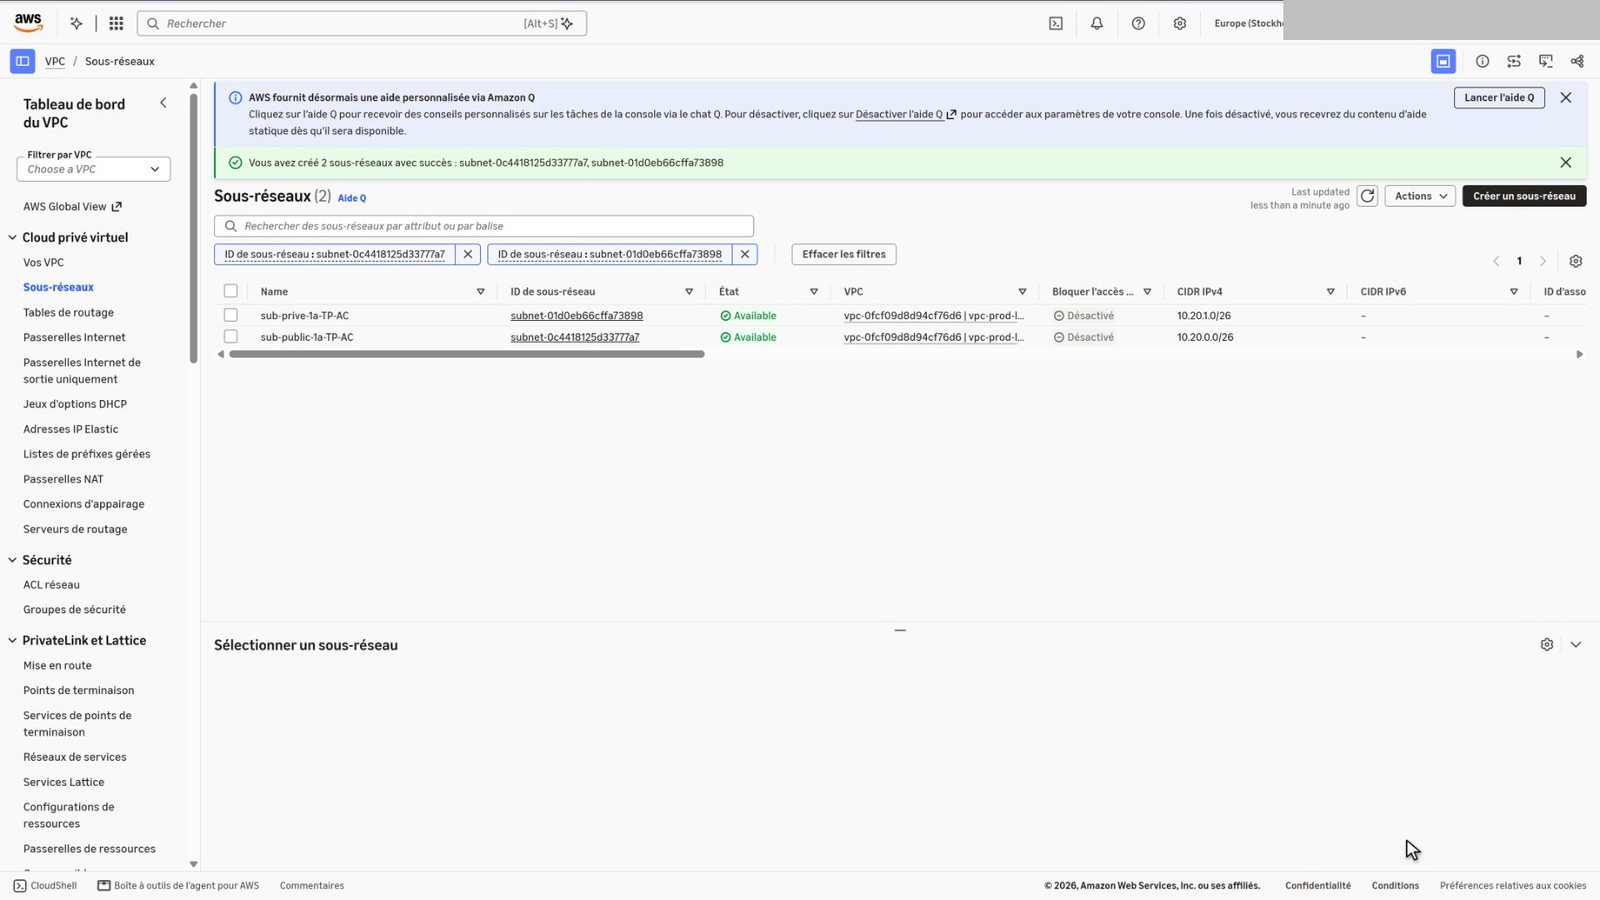 aws
Rechercher
[Alt+S]
VPC / Sous-réseaux
Tableau de bord
du VPC
Filtrer par VPC
Choose a VPC
AWS Global View
Cloud privé virtuel
Vos VPC
Sous-réseaux
Tables de routage
Passerelles Internet
Passerelles Internet de
sortie uniquement
Jeux d'options DHCP
Adresses IP Elastic
Listes de préfixes gérées
Passerelles NAT
Connexions d'appairage
Serveurs de routage
Sécurité
ACL réseau
Groupes de sécurité
PrivateLink et Lattice
Mise en route
Points de terminaison
Services de points de
terminaison
Réseaux de services
Services Lattice
Configurations de
ressources
Passerelles de ressources
AWS fournit désormais une aide personnalisée via Amazon Q
Cliquez sur l'aide Q pour recevoir des conseils personnalisés sur les tâches de la console via le chat Q. Pour désactiver, cliquez sur Désactiver l'aide Q pour accéder aux paramètres de votre console. Une fois désactivé, vous recevrez du contenu d'aide
statique dès qu'il sera disponible.
Lancer l'aide Q
Vous avez créé 2 sous-réseaux avec succès : subnet-0c4418125d33777a7, subnet-01d0eb66cffa73898
Sous-réseaux (2) Aide Q
Last updated
less than a minute ago
Actions
Créer un sous-réseau
Rechercher des sous-réseaux par attribut ou par balise
ID de sous-réseau : subnet-0c4418125d33777a7
ID de sous-réseau : subnet-01d0eb66cffa73898
Effacer les filtres
1
Name ID de sous-réseau État VPC Bloquer l'accès ... CIDR IPv4 CIDR IPv6 ID d'asso
sub-prive-1a-TP-AC subnet-01d0eb66cffa73898 Available vpc-0fcf09d8d94cf76d6 | vpc-prod-l... Désactivé 10.20.1.0/26 – –
sub-public-1a-TP-AC subnet-0c4418125d33777a7 Available vpc-0fcf09d8d94cf76d6 | vpc-prod-l... Désactivé 10.20.0.0/26 – –
Sélectionner un sous-réseau
CloudShell
Boîte à outils de l'agent pour AWS
Commentaires
© 2026, Amazon Web Services, Inc. ou ses affiliés.
Confidentialité
Conditions
Préférences relatives aux cookies